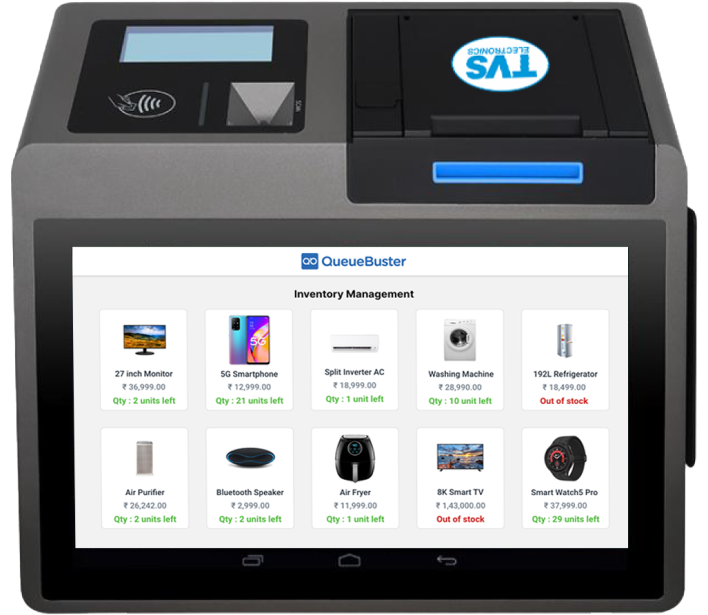 TVS
ELECTRONICS
SCAN
QueueBuster
Inventory Management
27 inch Monitor
₹ 36,999.00
Qty : 2 units left
5G
5G Smartphone
₹ 12,999.00
Qty : 21 units left
Split Inverter AC
₹ 18,999.00
Qty : 1 unit left
Washing Machine
₹ 28,990.00
Qty : 10 unit left
192L Refrigerator
₹ 18,499.00
Out of stock
Air Purifier
₹ 26,242.00
Qty : 2 units left
Bluetooth Speaker
₹ 2,999.00
Qty : 2 units left
Air Fryer
₹ 11,999.00
Qty : 1 unit left
8K Smart TV
₹ 1,43,000.00
Out of stock
Smart Watch5 Pro
₹ 37,999.00
Qty : 29 units left